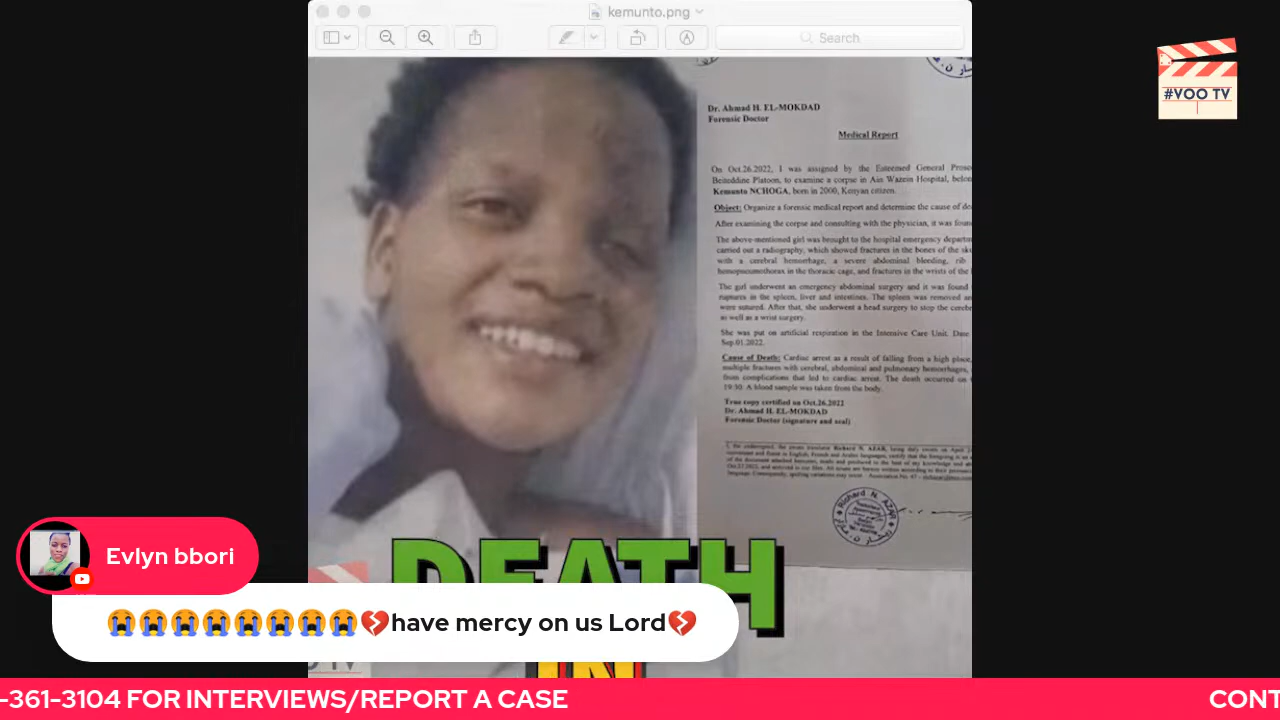 kemunto.png
Search
#VOO TV
Dr. Ahmad H. EL-MOKDAD
Forensic Doctor
Medical Report
On Oct.26.2022, I was assigned by the Esteemed General Prosec
Beiteddine Platoon, to examine a corpse in Ain Wazein Hospital, belon
Kemunto NCHOGA, born in 2000, Kenyan citizen.
Object: Organize a forensic medical report and determine the cause of de
After examining the corpse and consulting with the physician, it was foun
The above-mentioned girl was brought to the hospital emergency departm
carried out a radiography, which showed fractures in the bones of the sku
with a cerebral hemorrhage, a severe abdominal bleeding, rib
hemopneumothorax in the thoracic cage, and fractures in the wrists of the
The girl underwent an emergency abdominal surgery and it was found
ruptures in the spleen, liver and intestines. The spleen was removed an
were sutured. After that, she underwent a head surgery to stop the cereb
as well as a wrist surgery.
She was put on artificial respiration in the Intensive Care Unit. Date
Sep.01.2022.
Cause of Death: Cardiac arrest as a result of falling from a high place,
multiple fractures with cerebral, abdominal and pulmonary hemorrhages,
from complications that led to cardiac arrest. The death occurred on
19:30. A blood sample was taken from the body.
True copy certified on Oct.26.2022
Dr. Ahmad H. EL-MOKDAD
Forensic Doctor (signature and seal)
Richard N. AZAR
DEATH
IN
Evlyn bbori
😭😭😭😭😭😭😭😭💔have mercy on us Lord💔
-361-3104 FOR INTERVIEWS/REPORT A CASE
CONT